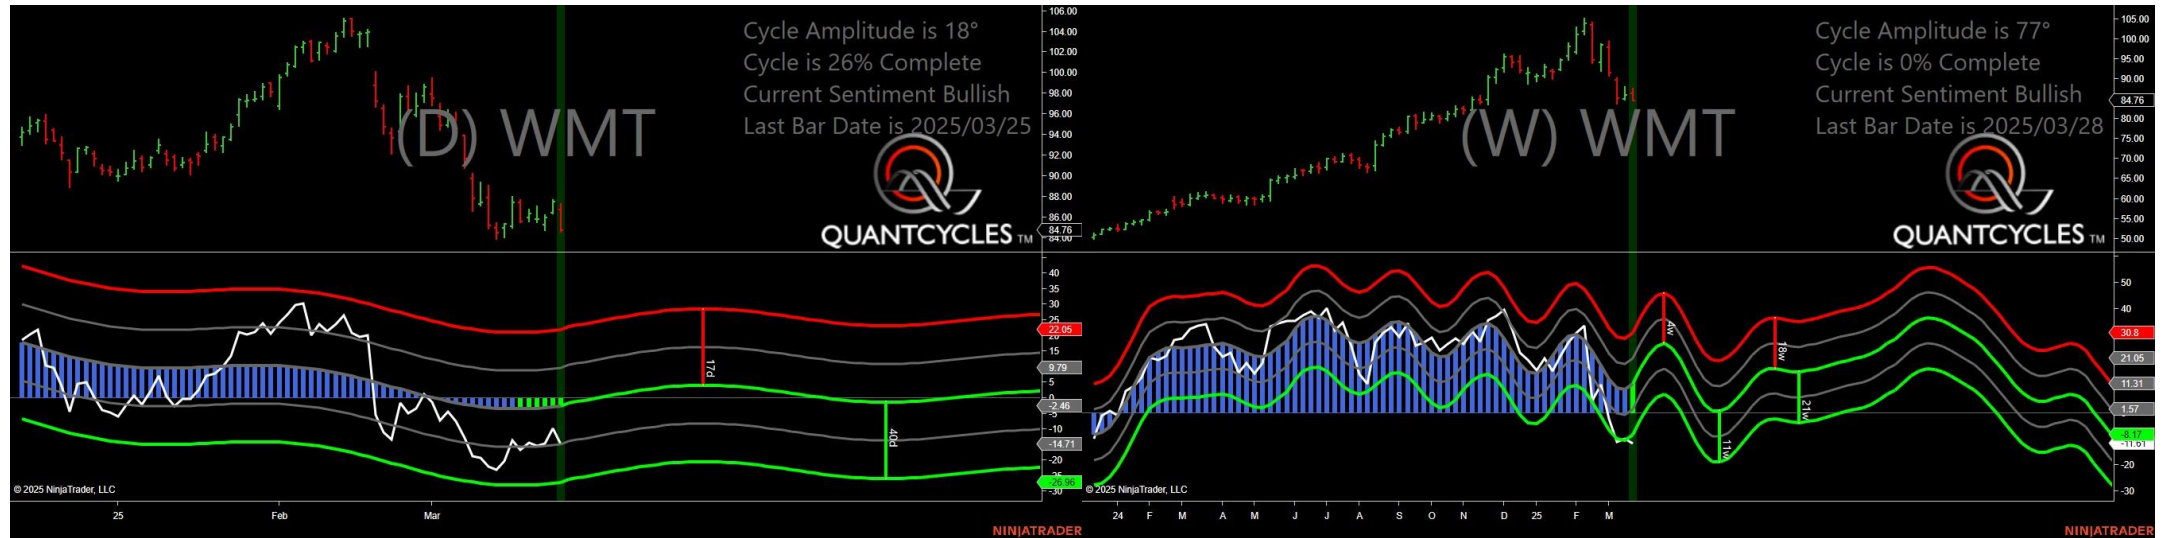 Cycle Amplitude is 18°
Cycle is 26% Complete
Current Sentiment Bullish
Last Bar Date is 2025/03/25
(D) WMT
QUANTCYCLES TM
106.00
104.00
102.00
100.00
98.00
96.00
94.00
92.00
90.00
88.00
86.00
84.76
84.00
40
35
30
25
22.05
20
15
9.79
5
0
-2.46
-5
-10
-14.71
-20
-25
-26.96
-30
17d
40d
© 2025 NinjaTrader, LLC
25
Feb
Mar
NINJATRADER
Cycle Amplitude is 77°
Cycle is 0% Complete
Current Sentiment Bullish
Last Bar Date is 2025/03/28
(W) WMT
QUANTCYCLES TM
105.00
100.00
95.00
90.00
84.76
80.00
75.00
70.00
65.00
60.00
55.00
50.00
50
40
30.8
21.05
11.31
1.57
-8.17
-11.61
-20
-30
4w
11w
18w
21w
© 2025 NinjaTrader, LLC
24
F
M
A
M
J
J
A
S
O
N
D
25
F
M
NINJATRADER